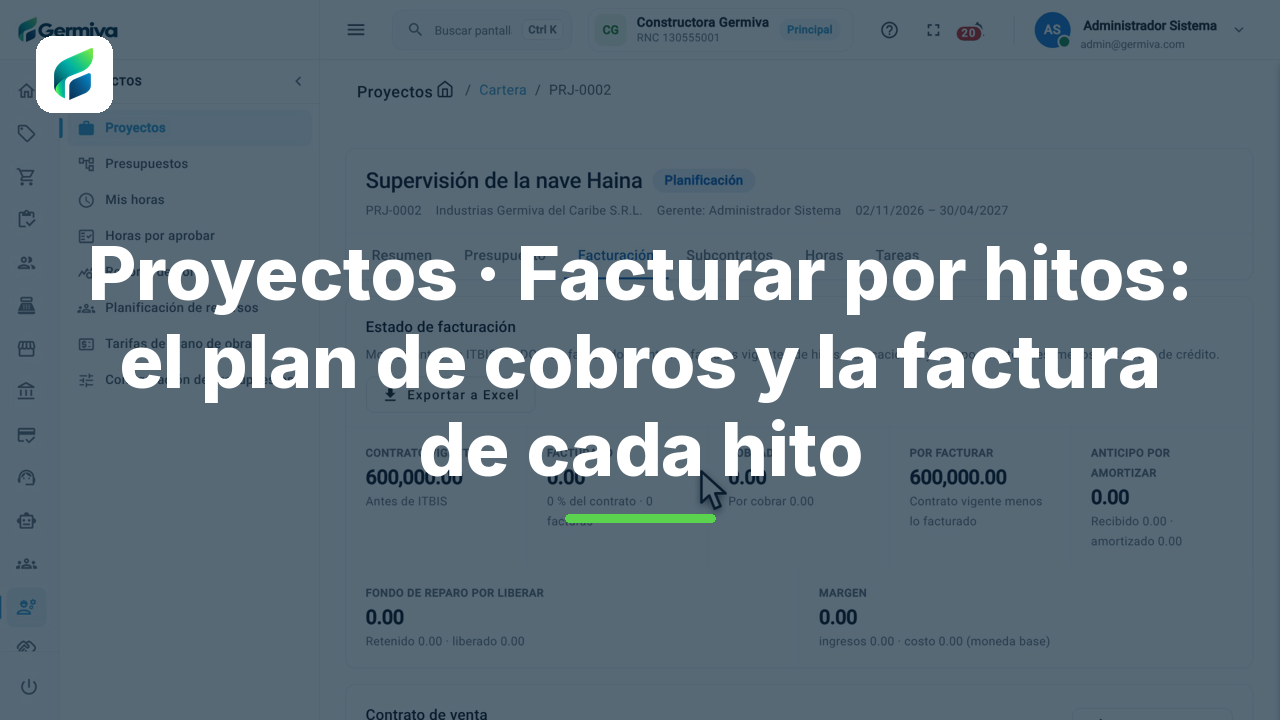 Germiva
Buscar pantall
Ctrl K
CG
Constructora Germiva
RNC 130555001
Principal
20
AS
Administrador Sistema
admin@germiva.com
CTOS
Proyectos / Cartera / PRJ-0002
Proyectos
Presupuestos
Mis horas
Horas por aprobar
Planificación de recursos
Supervisión de la nave Haina
Planificación
PRJ-0002 Industrias Germiva del Caribe S.R.L. Gerente: Administrador Sistema 02/11/2026 – 30/04/2027
Resumen Presupuesto Facturación Subcontratos Horas Tareas
Proyectos · Facturar por hitos:
el plan de cobros y la factura
de cada hito
Estado de facturación
Exportar a Excel
600,000.00
Antes de ITBIS
0.00
0 % del contrato · 0
facturas
0.00
Por cobrar 0.00
POR FACTURAR
600,000.00
Contrato vigente menos
lo facturado
ANTICIPO POR
AMORTIZAR
0.00
Recibido 0.00 ·
amortizado 0.00
FONDO DE REPARO POR LIBERAR
0.00
Retenido 0.00 · liberado 0.00
MARGEN
0.00
ingresos 0.00 · costo 0.00 (moneda base)
Contrato de venta